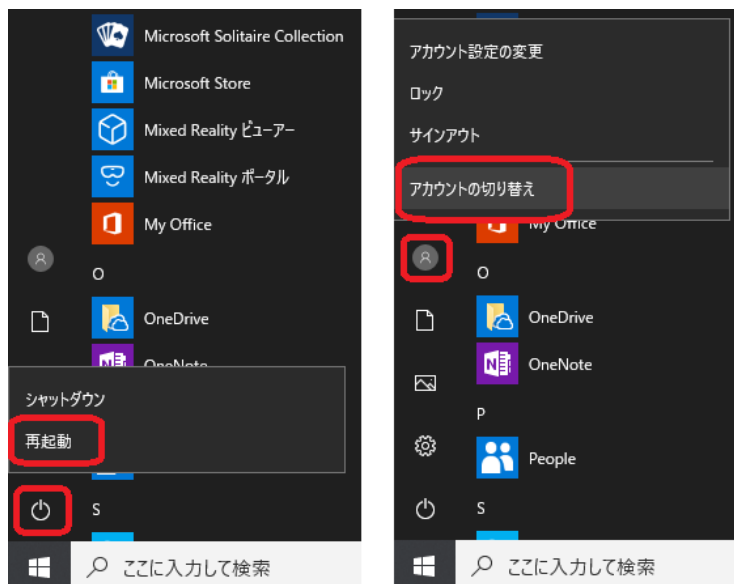 Microsoft Solitaire Collection
Microsoft Store
Mixed Reality ビューアー
Mixed Reality ポータル
My Office
O
OneDrive
OneNote
シャットダウン
再起動
S
ここに入力して検索
アカウント設定の変更
ロック
サインアウト
アカウントの切り替え
My Office
O
OneDrive
OneNote
P
People
S
ここに入力して検索